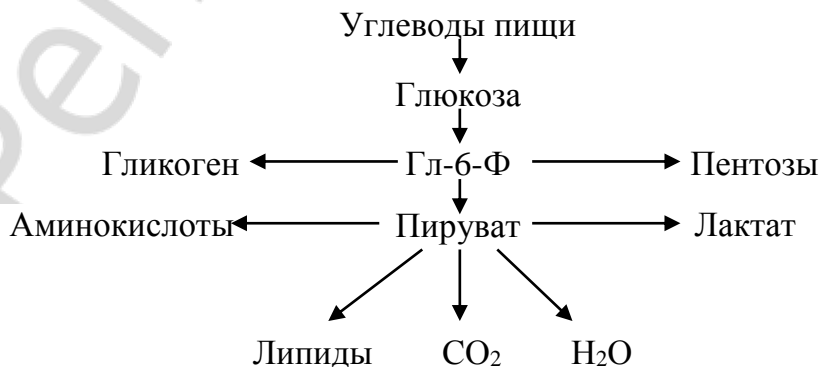 Углеводы пищи
Глюкоза
Гликоген Гл-6-Ф Пентозы
Аминокислоты Пируват Лактат
Липиды CO₂ H₂O